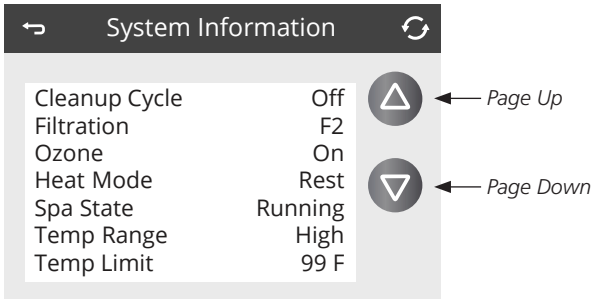 System Information
Cleanup Cycle Off
Filtration F2
Ozone On
Heat Mode Rest
Spa State Running
Temp Range High
Temp Limit 99 F
Page Up
Page Down